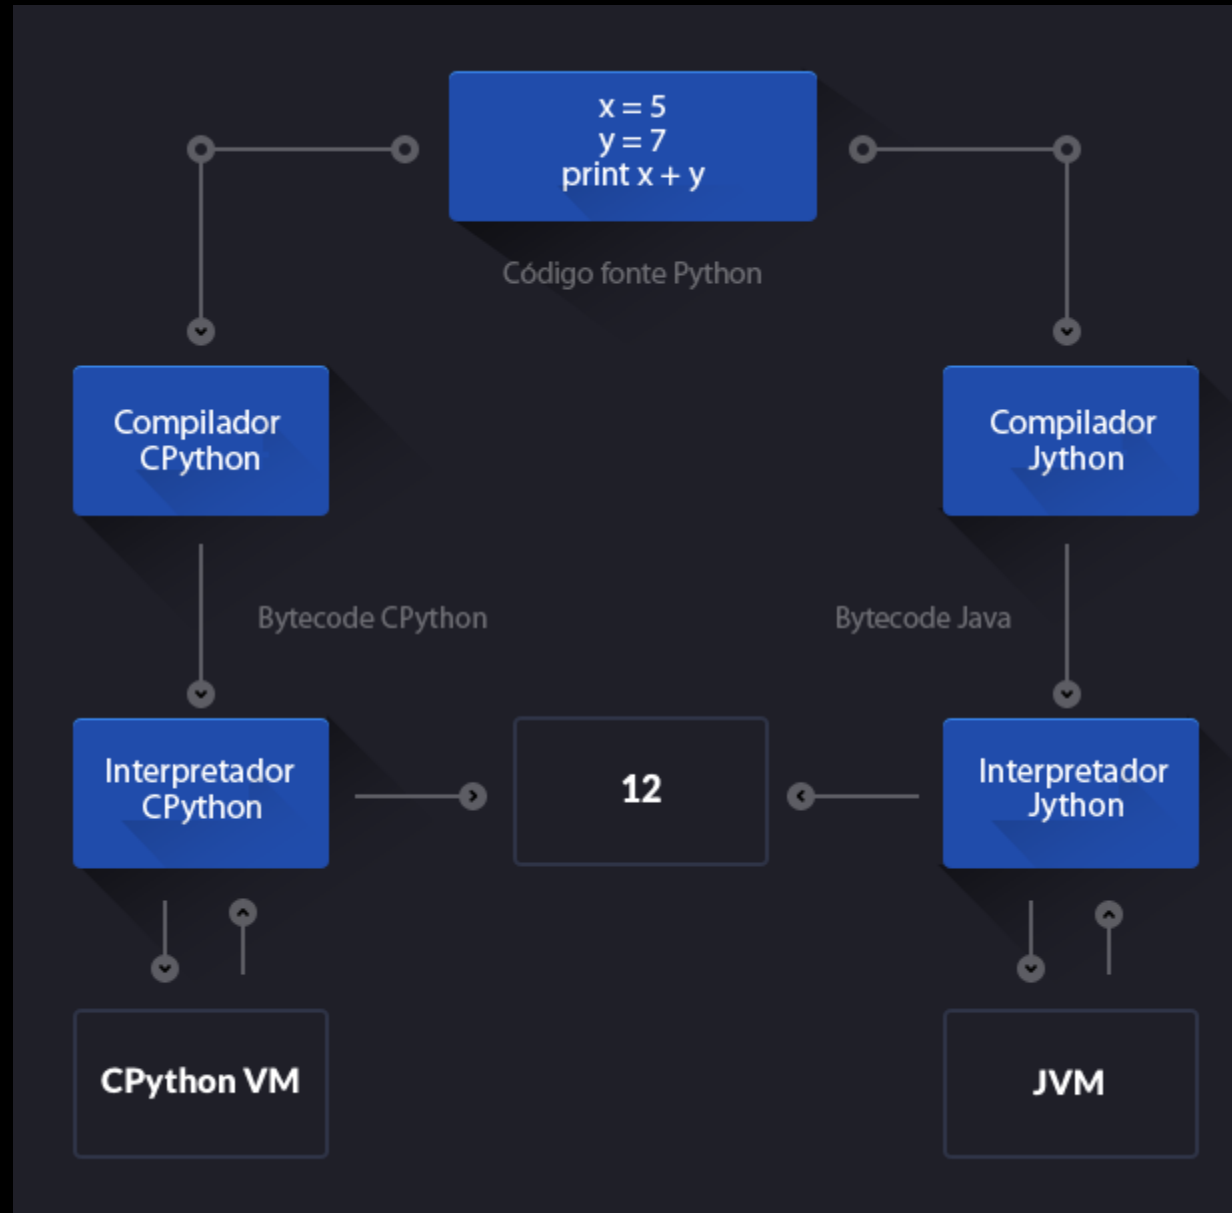 x = 5
y = 7
print x + y
Código fonte Python
Compilador
CPython
Compilador
Jython
Bytecode CPython
Bytecode Java
Interpretador
CPython
12
Interpretador
Jython
CPython VM
JVM